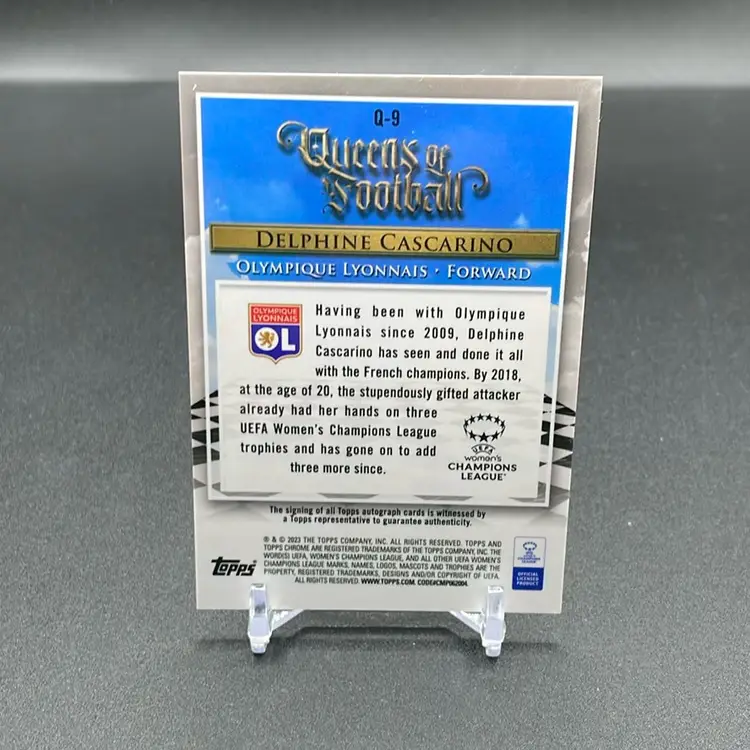 Q-9
Queens of
Football
DELPHINE CASCARINO
OLYMPIQUE LYONNAIS · FORWARD
OLYMPIQUE
LYONNAIS
OL
Having been with Olympique
Lyonnais since 2009, Delphine
Cascarino has seen and done it all
with the French champions. By 2018,
at the age of 20, the stupendously gifted attacker
already had her hands on three
UEFA Women's Champions League
trophies and has gone on to add
three more since.
UEFA
women's
CHAMPIONS
LEAGUE
The signing of all Topps autograph cards is witnessed by
a Topps representative to guarantee authenticity.
topps
® & © 2023 THE TOPPS COMPANY, INC. ALL RIGHTS RESERVED. TOPPS AND
TOPPS CHROME ARE REGISTERED TRADEMARKS OF THE TOPPS COMPANY, INC. THE
WORD(S) UEFA, WOMEN'S CHAMPIONS LEAGUE, AND ALL OTHER UEFA WOMEN'S
CHAMPIONS LEAGUE MARKS, NAMES, LOGOS, MASCOTS AND TROPHIES ARE THE
PROPERTY, REGISTERED TRADEMARKS, DESIGNS AND/OR COPYRIGHT OF UEFA.
ALL RIGHTS RESERVED. WWW.TOPPS.COM. CODE#CMP062004.
OFFICIAL
LICENSED
PRODUCT